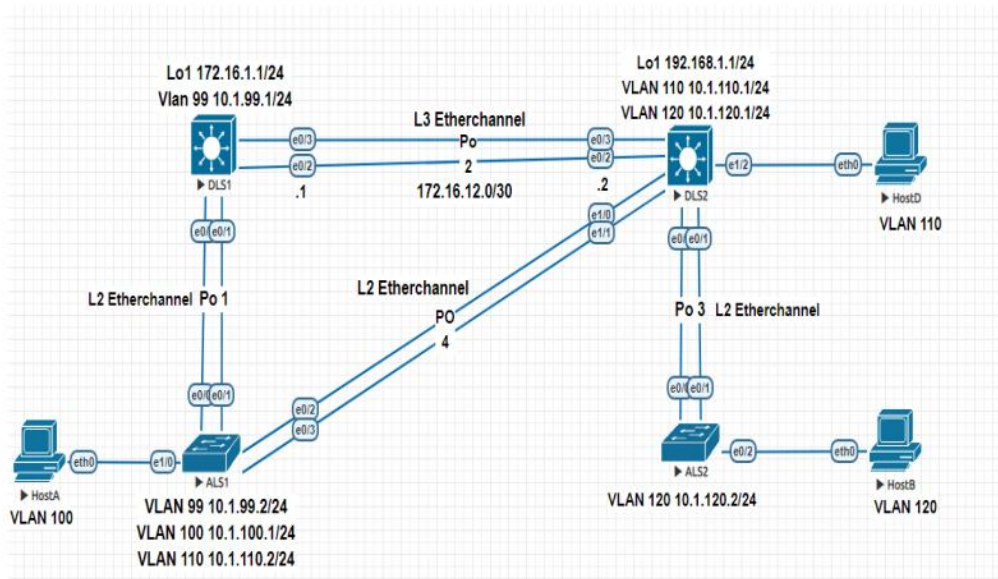 Lo1 172.16.1.1/24
Vlan 99 10.1.99.1/24
Lo1 192.168.1.1/24
VLAN 110 10.1.110.1/24
VLAN 120 10.1.120.1/24
L3 Etherchannel
Po
2
172.16.12.0/30
e0/3
e0/2
.1
e0/3
e0/2
.2
DLS1
DLS2
e1/2
eth0
HostD
VLAN 110
e0/1
e1/0
e1/1
e0/1
L2 Etherchannel Po 1
L2 Etherchannel
PO
4
Po 3 L2 Etherchannel
e0/1
e0/2
e0/3
e0/1
HostA
VLAN 100
eth0
e1/0
ALS1
VLAN 99 10.1.99.2/24
VLAN 100 10.1.100.1/24
VLAN 110 10.1.110.2/24
ALS2
e0/2
eth0
HostB
VLAN 120 10.1.120.2/24
VLAN 120